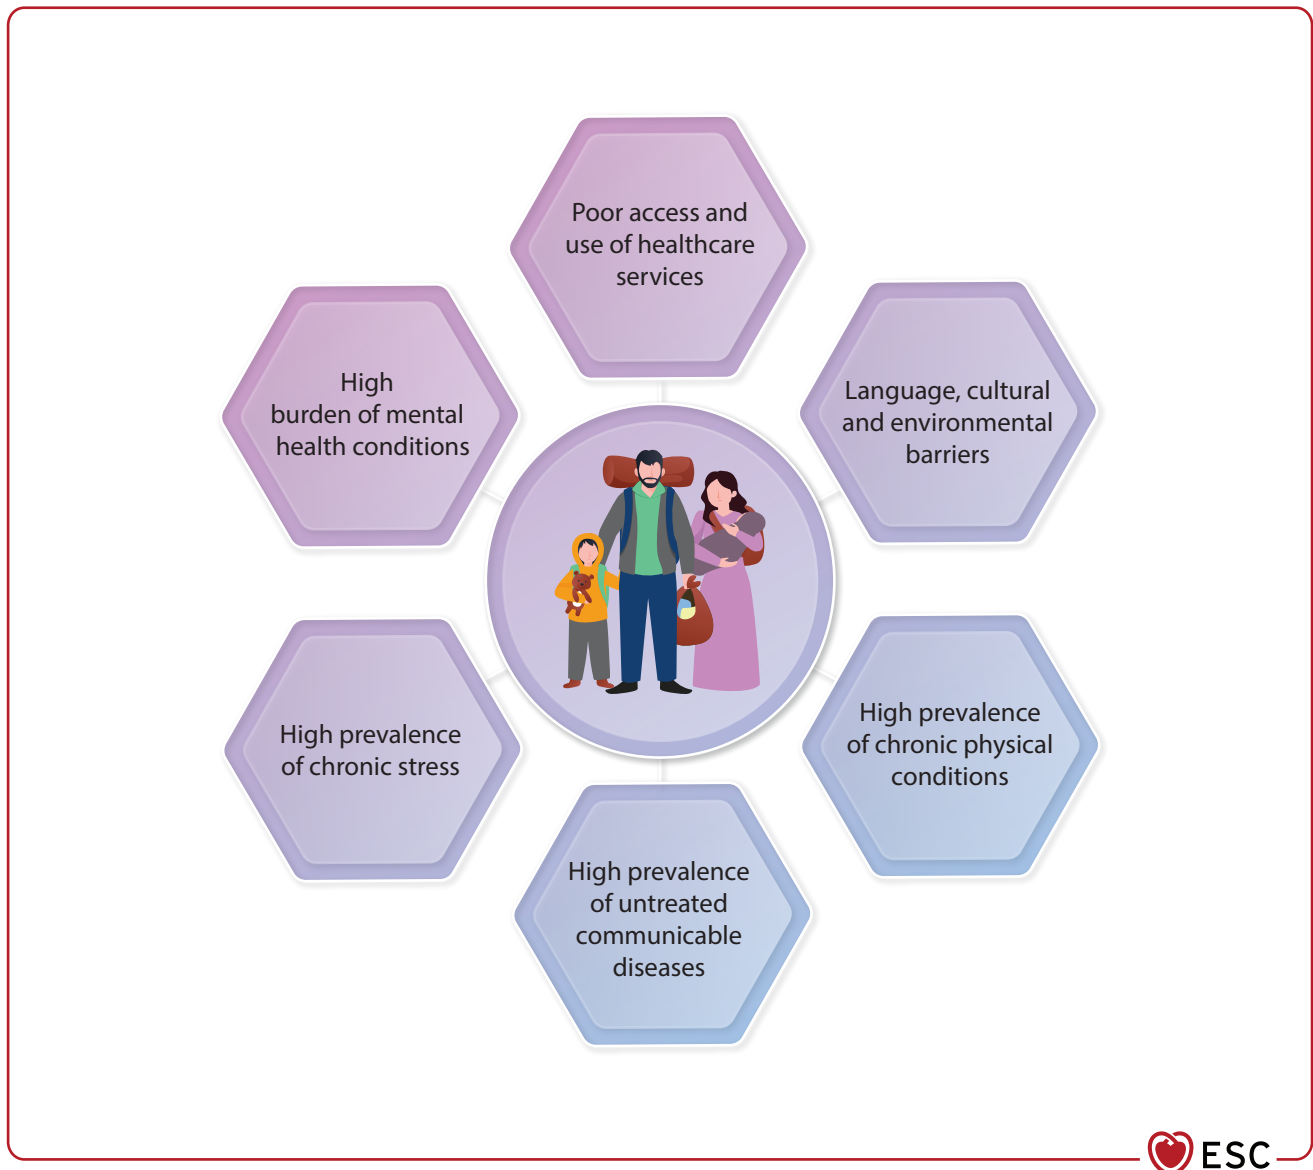 Poor access and
use of healthcare
services
High
burden of mental
health conditions
Language, cultural
and environmental
barriers
High prevalence
of chronic stress
High prevalence
of chronic physical
conditions
High prevalence
of untreated
communicable
diseases
ESC